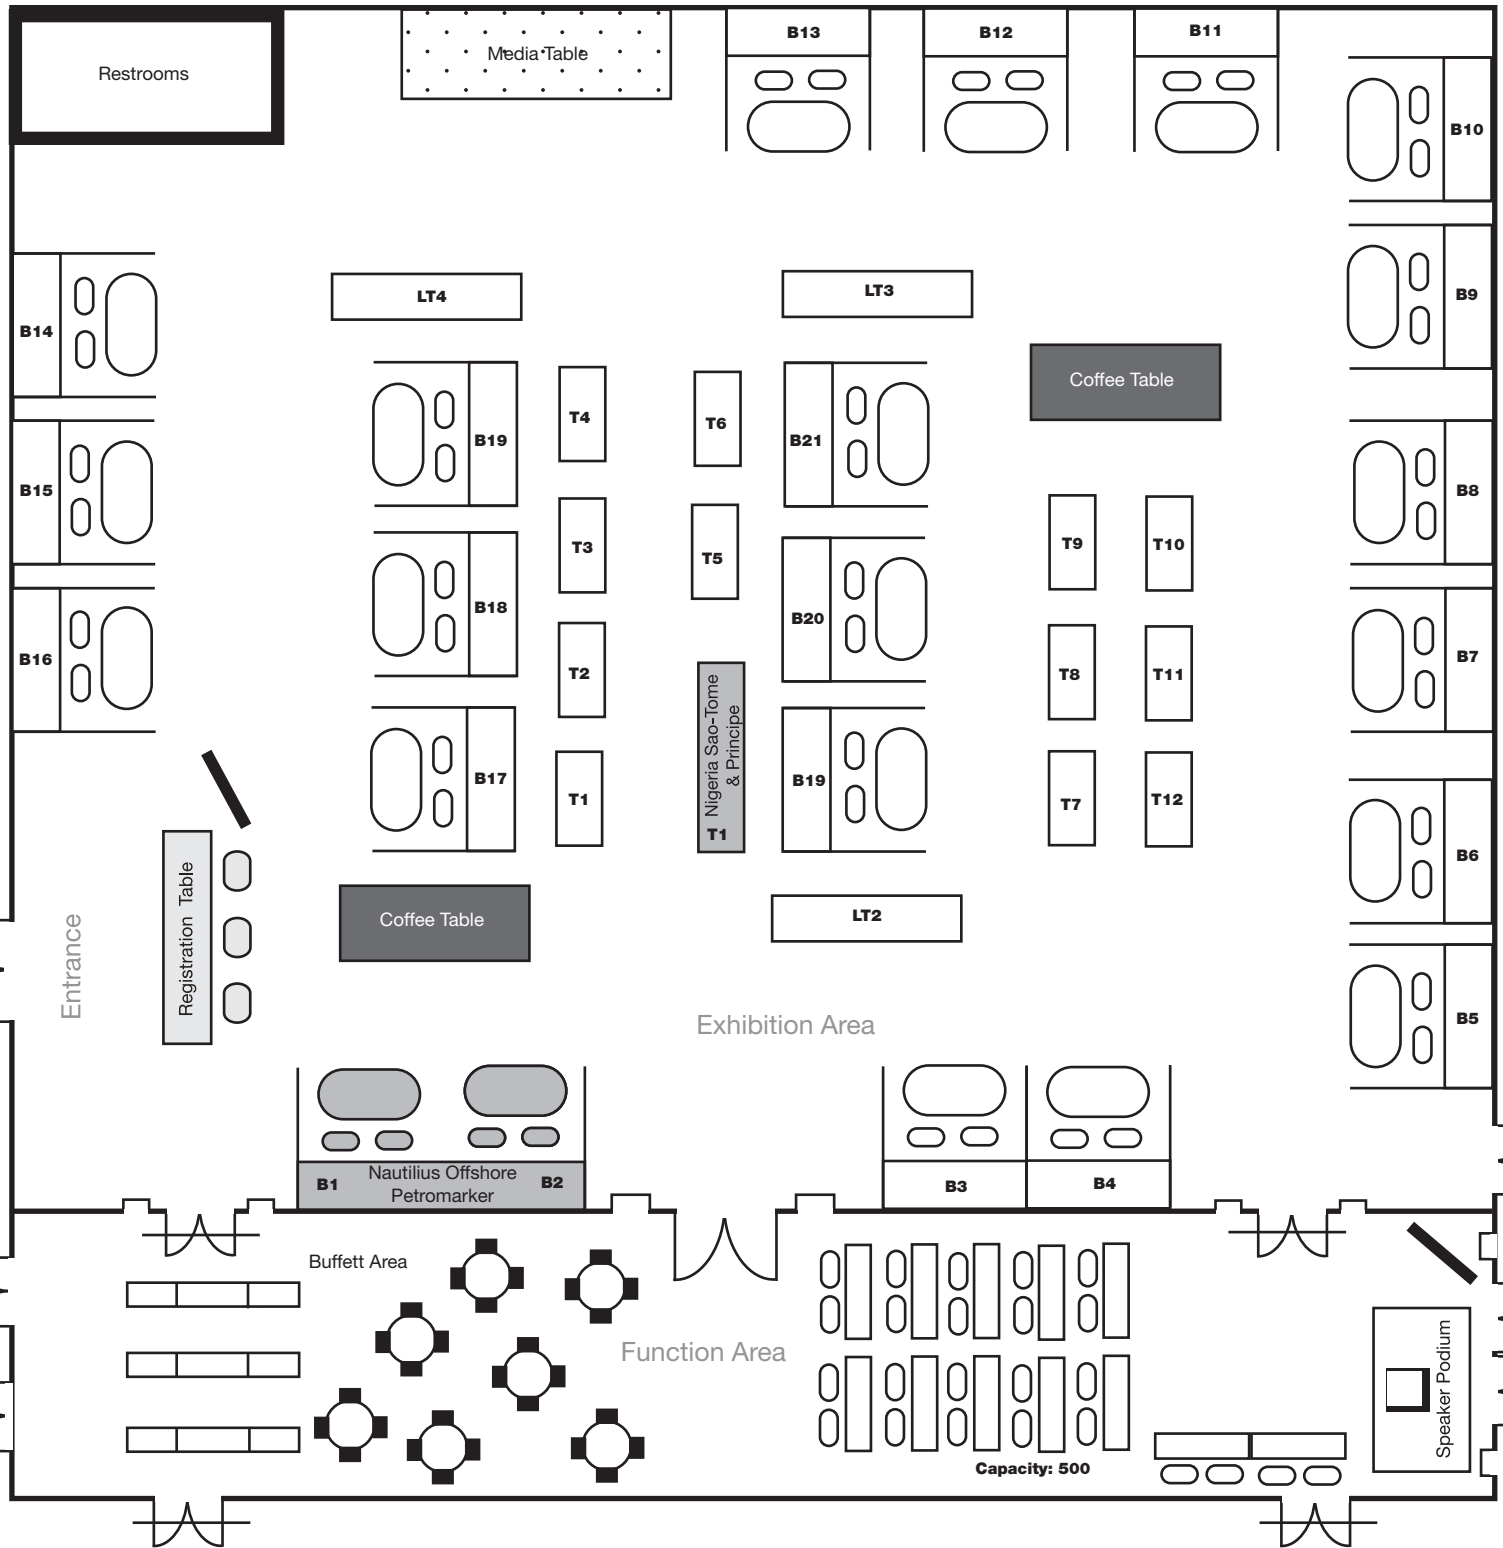 Restrooms
Media Table
B13
B12
B11
B10
B9
B14
LT4
LT3
Coffee Table
T4
T6
B19
B21
B15
B8
T3
T5
T9
T10
B18
B20
B16
T2
T8
T11
B7
Nigeria Sao-Tome
& Principe
T1
B17
T1
B19
T7
T12
B6
Registration Table
Entrance
Coffee Table
LT2
Exhibition Area
B5
B1
Nautilius Offshore
Petromarker
B2
B3
B4
Buffett Area
Function Area
Capacity: 500
Speaker Podium